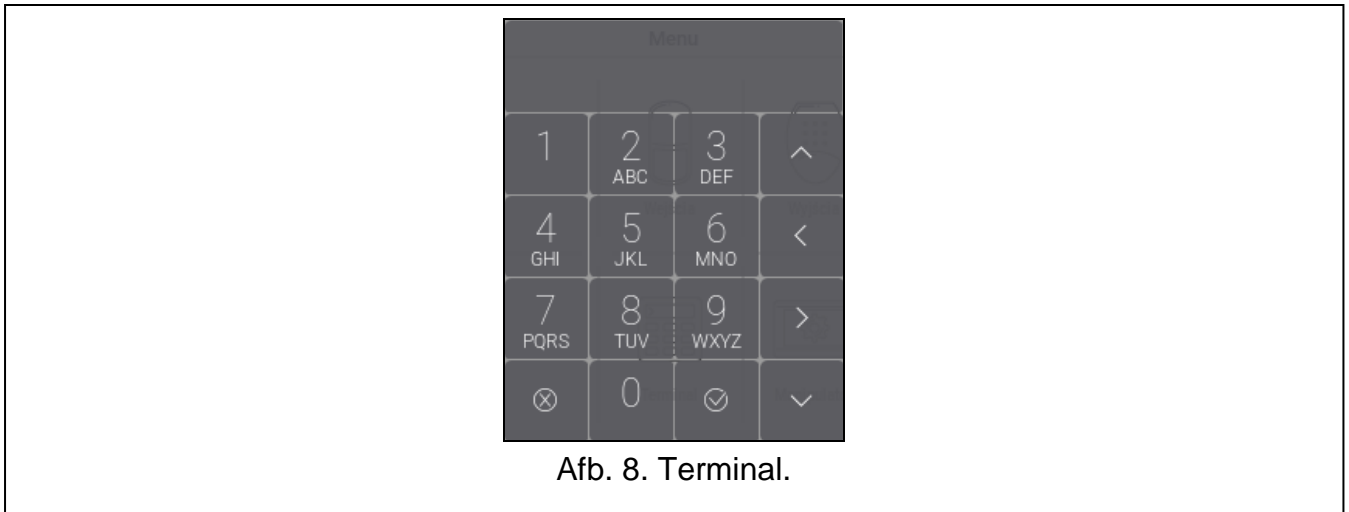 Menu
1
2
3
ABC
DEF
4
5
6
GHI
JKL
MNO
7
8
9
PQRS
TUV
WXYZ
0
Afb. 8. Terminal.